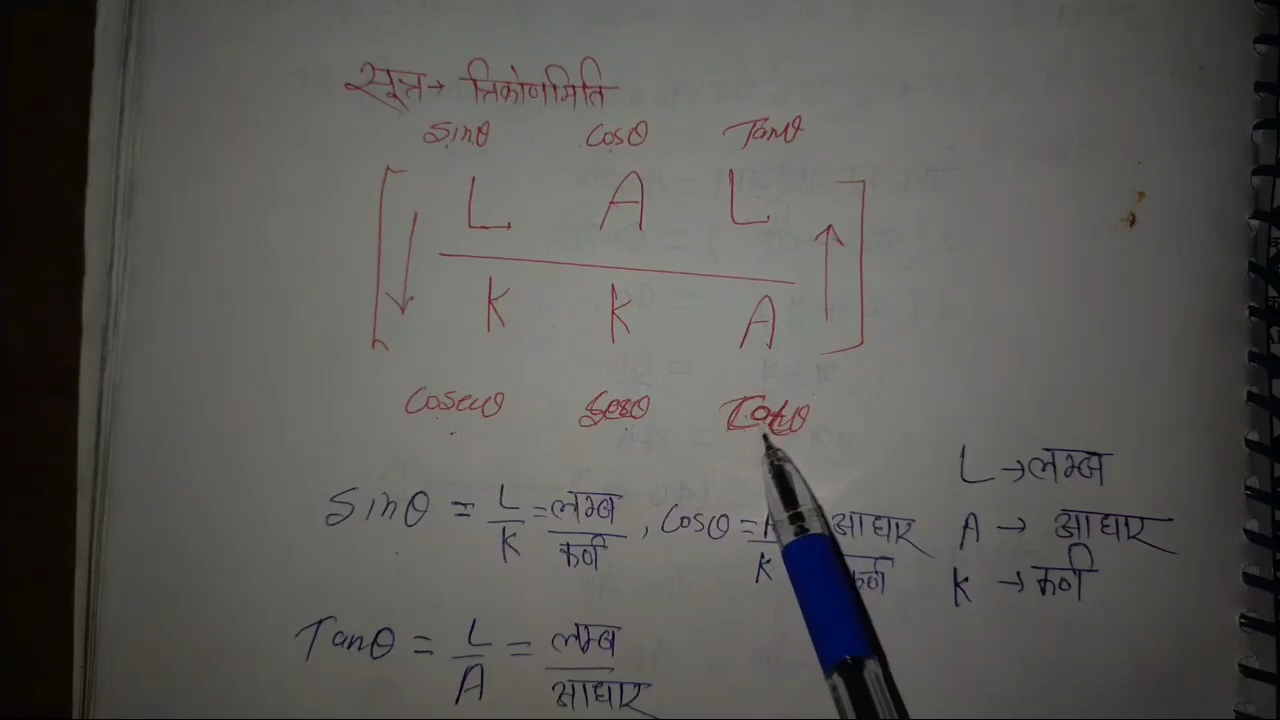 सूत्र → त्रिकोणमिति
Sinθ Cosθ Tanθ
L A L
K K A
Cosecθ Secθ Cotθ
L → लम्ब
Sinθ = L/K = लम्ब/कर्ण , Cosθ = A/K आधार/कर्ण
A → आधार
K → कर्ण
Tanθ = L/A = लम्ब/आधार